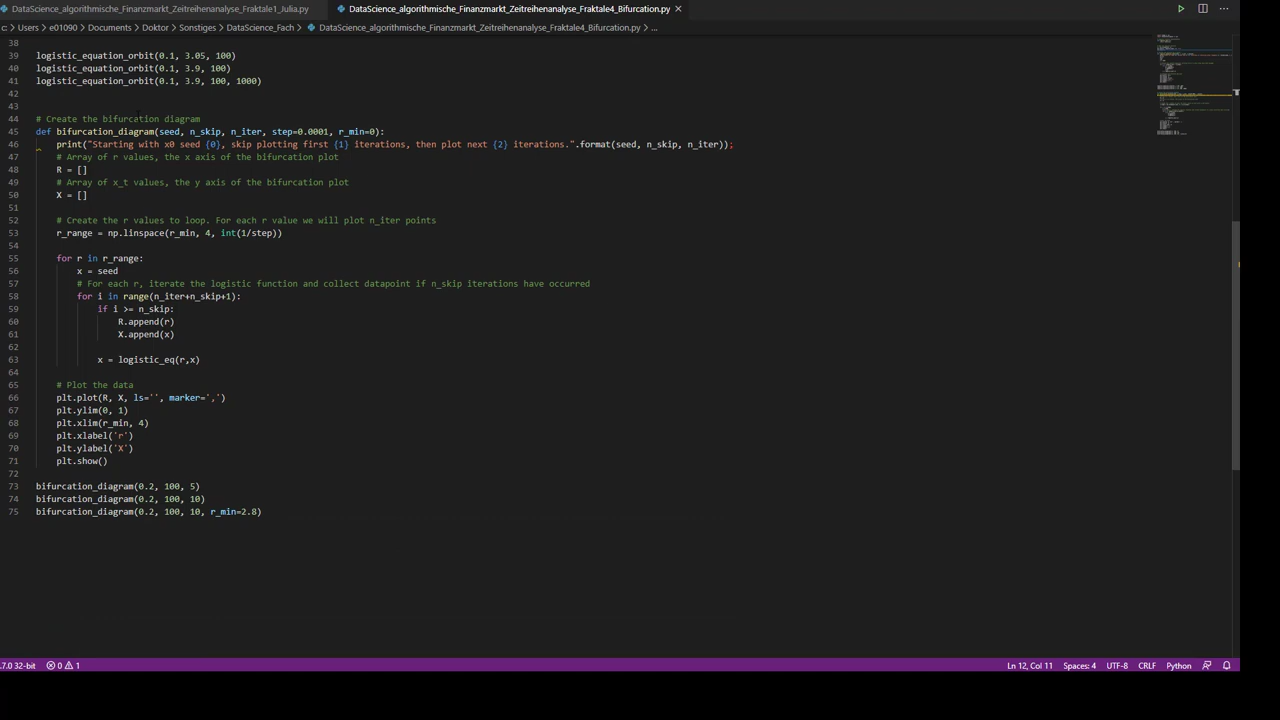 DataScience_algorithmische_Finanzmarkt_Zeitreihenanalyse_Fraktale1_Julia.py DataScience_algorithmische_Finanzmarkt_Zeitreihenanalyse_Fraktale4_Bifurcation.py
c: > Users > e01090 > Documents > Doktor > Sonstiges > DataScience_Fach > DataScience_algorithmische_Finanzmarkt_Zeitreihenanalyse_Fraktale4_Bifurcation.py > ...
38
39 logistic_equation_orbit(0.1, 3.05, 100)
40 logistic_equation_orbit(0.1, 3.9, 100)
41 logistic_equation_orbit(0.1, 3.9, 100, 1000)
42
43
44 # Create the bifurcation diagram
45 def bifurcation_diagram(seed, n_skip, n_iter, step=0.0001, r_min=0):
46     print("Starting with x0 seed {0}, skip plotting first {1} iterations, then plot next {2} iterations.".format(seed, n_skip, n_iter));
47     # Array of r values, the x axis of the bifurcation plot
48     R = []
49     # Array of x_t values, the y axis of the bifurcation plot
50     X = []
51
52     # Create the r values to loop. For each r value we will plot n_iter points
53     r_range = np.linspace(r_min, 4, int(1/step))
54
55     for r in r_range:
56         x = seed
57         # For each r, iterate the logistic function and collect datapoint if n_skip iterations have occurred
58         for i in range(n_iter+n_skip+1):
59             if i >= n_skip:
60                 R.append(r)
61                 X.append(x)
62
63             x = logistic_eq(r,x)
64
65     # Plot the data
66     plt.plot(R, X, ls='', marker=',')
67     plt.ylim(0, 1)
68     plt.xlim(r_min, 4)
69     plt.xlabel('r')
70     plt.ylabel('X')
71     plt.show()
72
73 bifurcation_diagram(0.2, 100, 5)
74 bifurcation_diagram(0.2, 100, 10)
75 bifurcation_diagram(0.2, 100, 10, r_min=2.8)
.7.0 32-bit 0 1 Ln 12, Col 11 Spaces: 4 UTF-8 CRLF Python